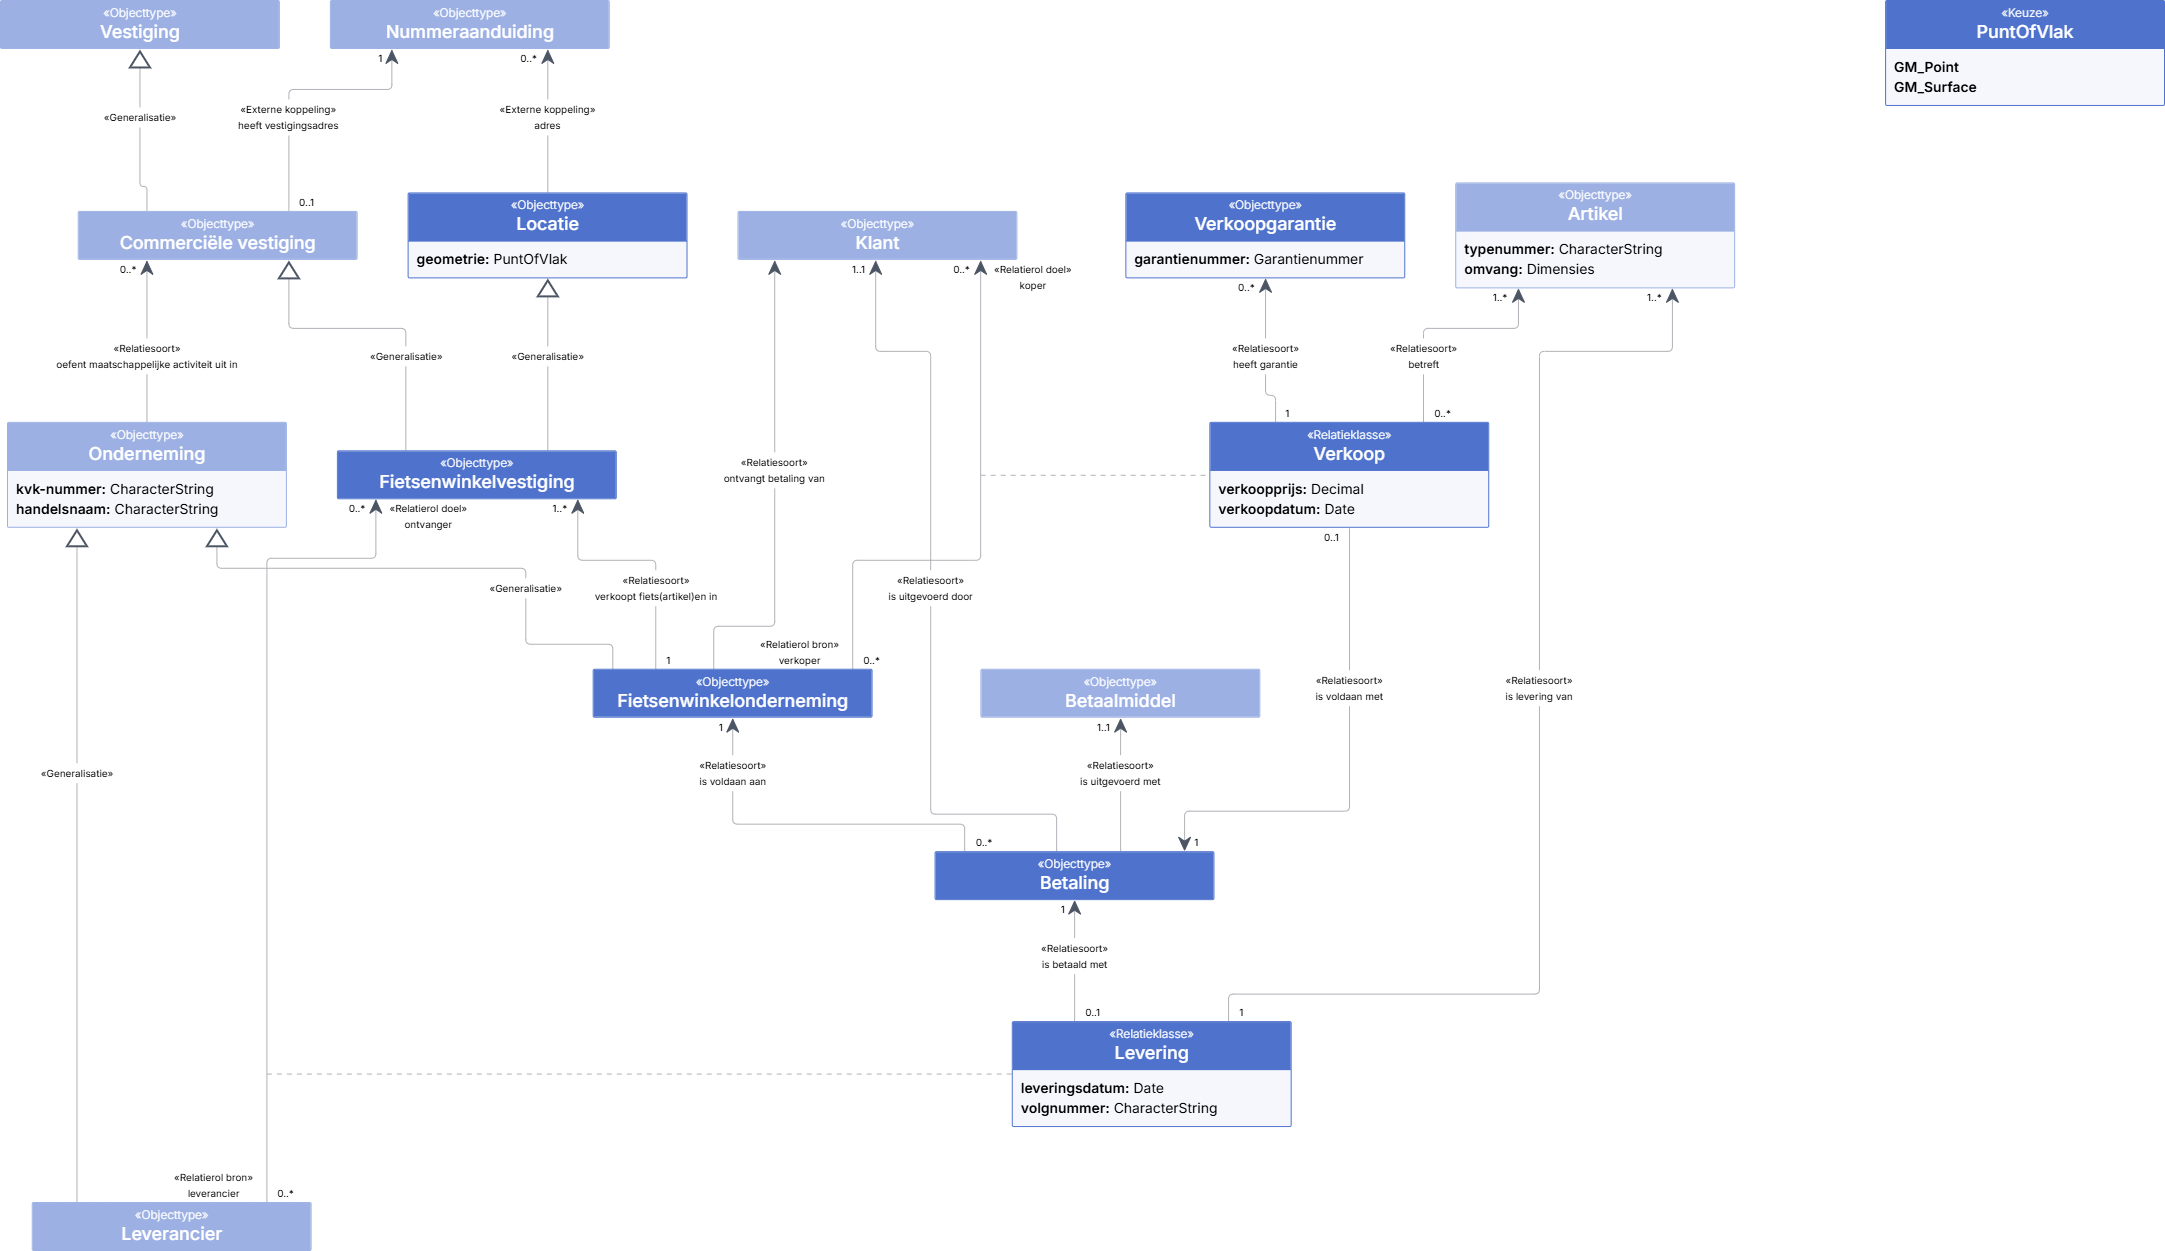 «Objecttype»
Vestiging
«Objecttype»
Nummeraanduiding
«Keuze»
PuntOfVlak
GM_Point
GM_Surface
1
0..*
«Generalisatie»
«Externe koppeling»
heeft vestigingsadres
«Externe koppeling»
adres
0..1
«Objecttype»
Commerciële vestiging
«Objecttype»
Locatie
geometrie: PuntOfVlak
«Objecttype»
Klant
«Objecttype»
Verkoopgarantie
garantienummer: Garantienummer
«Objecttype»
Artikel
typenummer: CharacterString
omvang: Dimensies
0..*
1..1
0..*
«Relatierol doel»
koper
0..*
1..*
1..*
«Relatiesoort»
oefent maatschappelijke activiteit uit in
«Generalisatie»
«Generalisatie»
«Relatiesoort»
heeft garantie
«Relatiesoort»
betreft
1
0..*
«Objecttype»
Onderneming
kvk-nummer: CharacterString
handelsnaam: CharacterString
«Objecttype»
Fietsenwinkelvestiging
«Relatiesoort»
ontvangt betaling van
«Relatieklasse»
Verkoop
verkoopprijs: Decimal
verkoopdatum: Date
0..*
«Relatierol doel»
ontvanger
1..*
0..1
«Generalisatie»
«Relatiesoort»
verkoopt fiets(artikel)en in
«Relatiesoort»
is uitgevoerd door
1
«Relatierol bron»
verkoper
0..*
«Objecttype»
Fietsenwinkelonderneming
«Objecttype»
Betaalmiddel
«Relatiesoort»
is voldaan met
«Relatiesoort»
is levering van
1
1..1
«Generalisatie»
«Relatiesoort»
is voldaan aan
«Relatiesoort»
is uitgevoerd met
0..*
1
«Objecttype»
Betaling
1
«Relatiesoort»
is betaald met
0..1
1
«Relatieklasse»
Levering
leveringsdatum: Date
volgnummer: CharacterString
«Relatierol bron»
leverancier
0..*
«Objecttype»
Leverancier